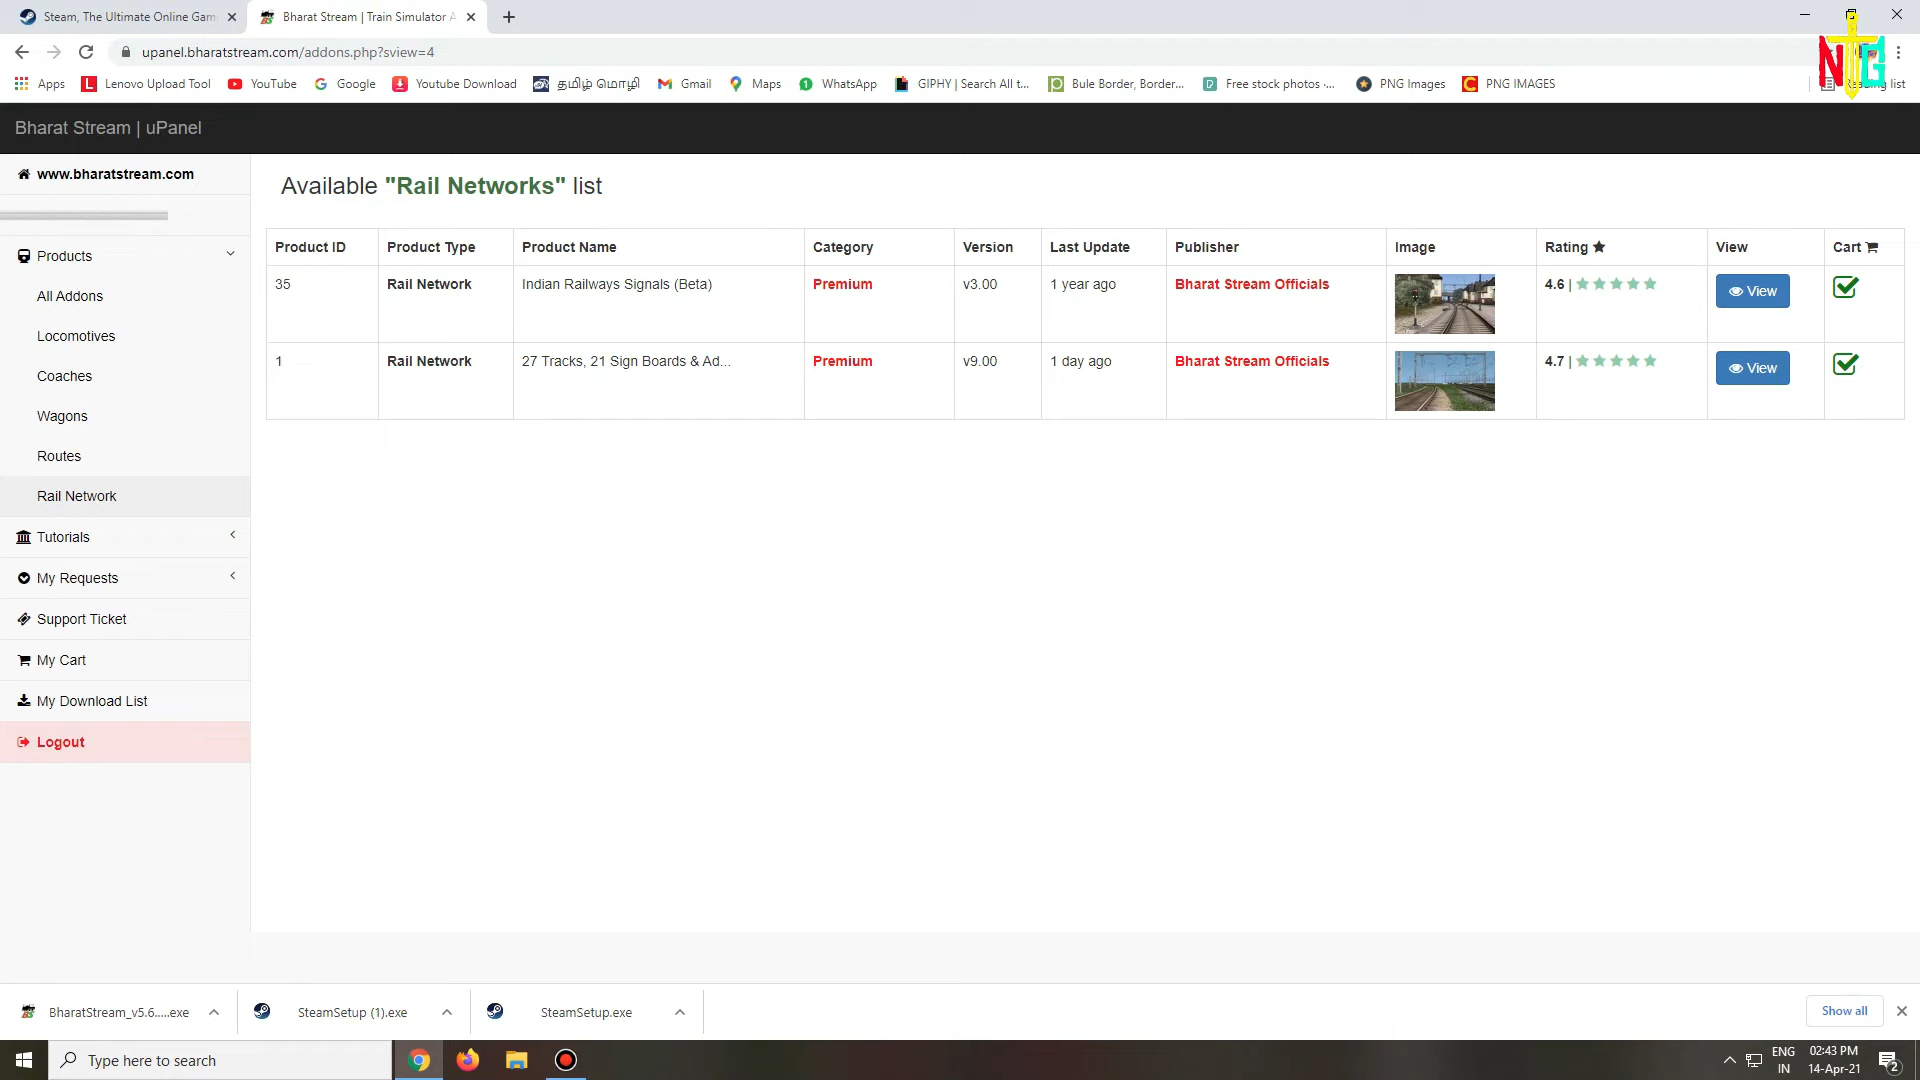 Steam, The Ultimate Online Gam
Bharat Stream | Train Simulator A
upanel.bharatstream.com/addons.php?sview=4
Apps
Lenovo Upload Tool
YouTube
Google
Youtube Download
தமிழ் மொழி
Gmail
Maps
WhatsApp
GIPHY | Search All t...
Bule Border, Border...
Free stock photos ·...
PNG Images
PNG IMAGES
list
NTG
Bharat Stream | uPanel
www.bharatstream.com
Products
All Addons
Locomotives
Coaches
Wagons
Routes
Rail Network
Tutorials
My Requests
Support Ticket
My Cart
My Download List
Logout
Available "Rail Networks" list
Product ID Product Type Product Name Category Version Last Update Publisher Image Rating View Cart
35 Rail Network Indian Railways Signals (Beta) Premium v3.00 1 year ago Bharat Stream Officials 4.6 | View
1 Rail Network 27 Tracks, 21 Sign Boards & Ad... Premium v9.00 1 day ago Bharat Stream Officials 4.7 | View
BharatStream_v5.6.....exe
SteamSetup (1).exe
SteamSetup.exe
Show all
Type here to search
ENG
IN
02:43 PM
14-Apr-21
2